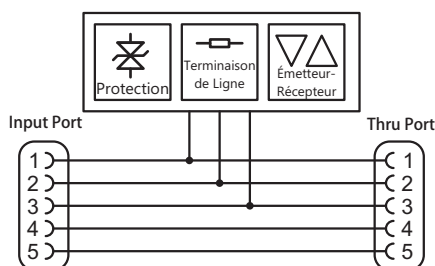 Protection
Terminaison
de Ligne
Émetteur-
Récepteur
Input Port
Thru Port
1 1
2 2
3 3
4 4
5 5